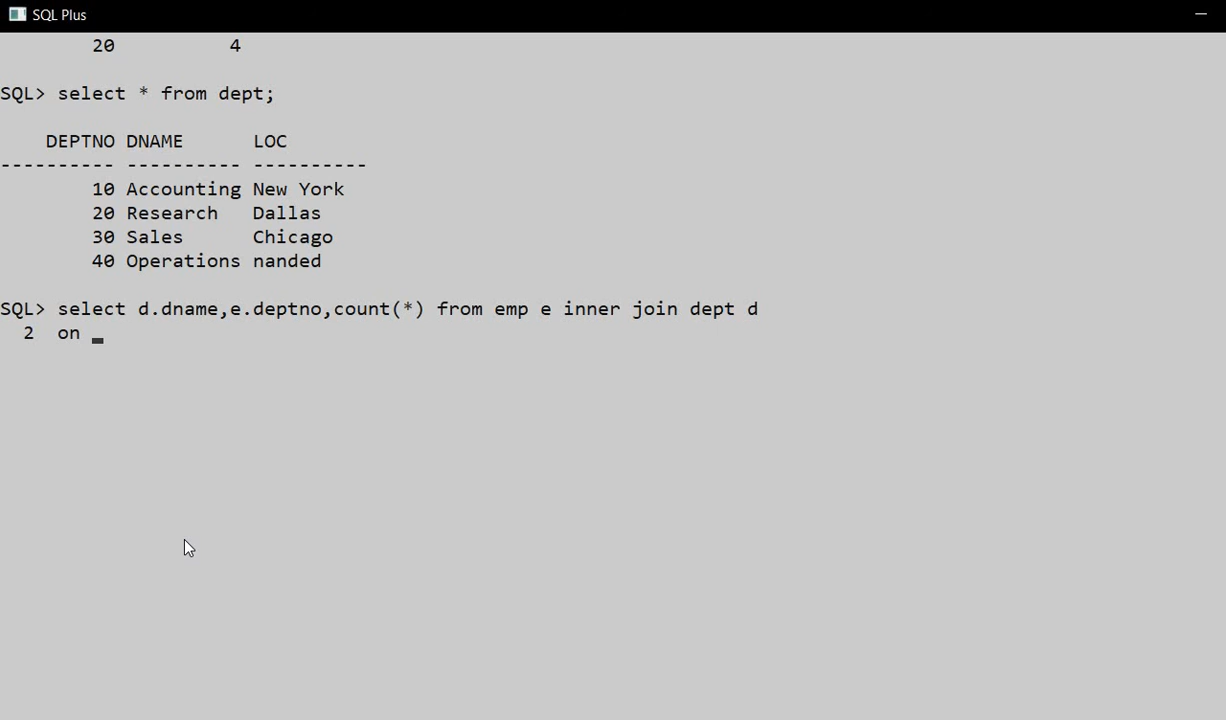 SQL Plus
20 4
SQL> select * from dept;
DEPTNO DNAME LOC
---------- ---------- ----------
10 Accounting New York
20 Research Dallas
30 Sales Chicago
40 Operations nanded
SQL> select d.dname,e.deptno,count(*) from emp e inner join dept d
2 on